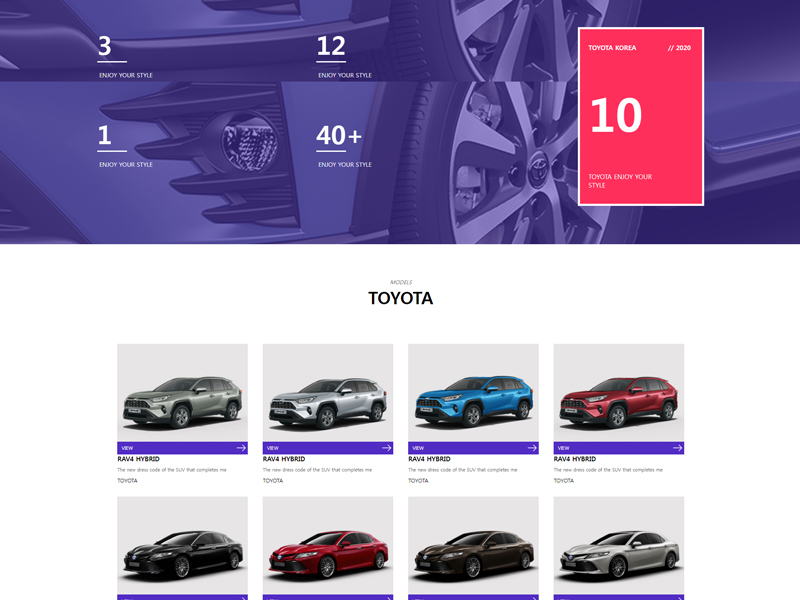 3
ENJOY YOUR STYLE
12
ENJOY YOUR STYLE
1
ENJOY YOUR STYLE
40+
ENJOY YOUR STYLE
TOYOTA KOREA // 2020
10
TOYOTA ENJOY YOUR
STYLE
MODELS
TOYOTA
VIEW
RAV4 HYBRID
The new dress code of the SUV that completes me
TOYOTA
VIEW
RAV4 HYBRID
The new dress code of the SUV that completes me
TOYOTA
VIEW
RAV4 HYBRID
The new dress code of the SUV that completes me
TOYOTA
VIEW
RAV4 HYBRID
The new dress code of the SUV that completes me
TOYOTA